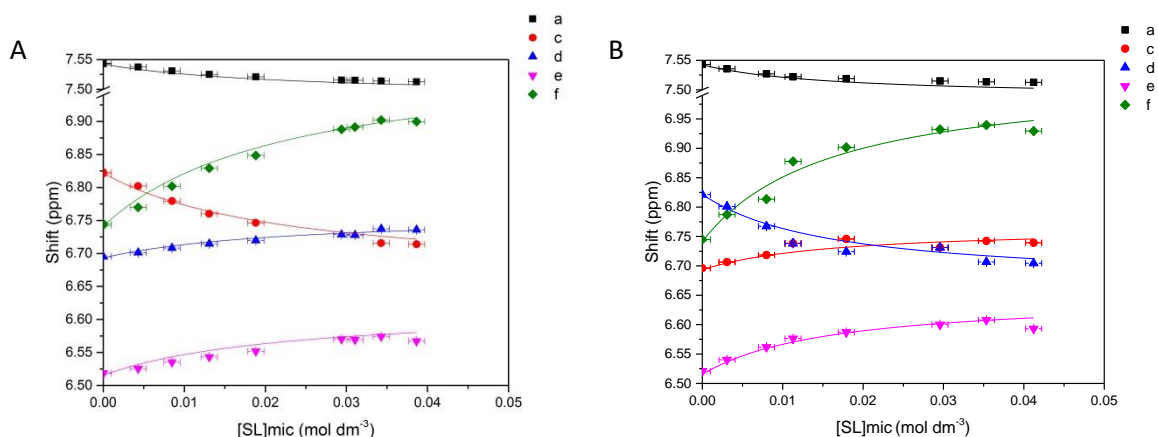 A
a
c
d
e
f
7.55
7.50
6.90
6.85
6.80
6.75
6.70
6.65
6.60
6.55
6.50
Shift (ppm)
0.00 0.01 0.02 0.03 0.04 0.05
[SL]mic (mol dm-3)
B
a
c
d
e
f
7.55
7.50
6.95
6.90
6.85
6.80
6.75
6.70
6.65
6.60
6.55
6.50
Shift (ppm)
0.00 0.01 0.02 0.03 0.04 0.05
[SL]mic (mol dm-3)